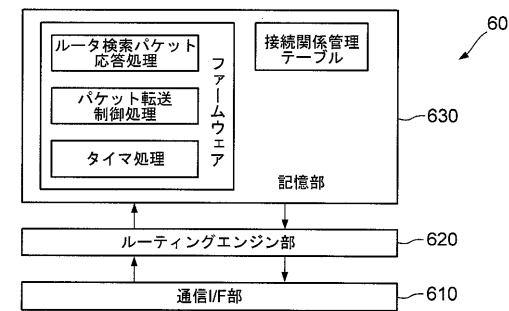 60
ルータ検索パケット
応答処理
パケット転送
制御処理
タイマ処理
ファームウェア
接続関係管理
テーブル
記憶部
630
ルーティングエンジン部
620
通信I/F部
610